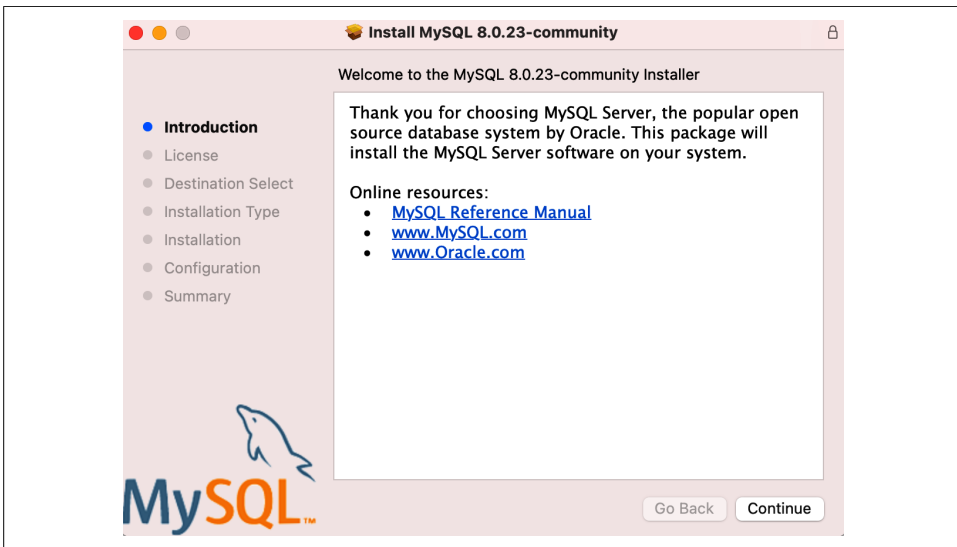 Install MySQL 8.0.23-community
Welcome to the MySQL 8.0.23-community Installer
Introduction
License
Destination Select
Installation Type
Installation
Configuration
Summary
Thank you for choosing MySQL Server, the popular open
source database system by Oracle. This package will
install the MySQL Server software on your system.
Online resources:
• MySQL Reference Manual
• www.MySQL.com
• www.Oracle.com
MySQL™
Go Back
Continue